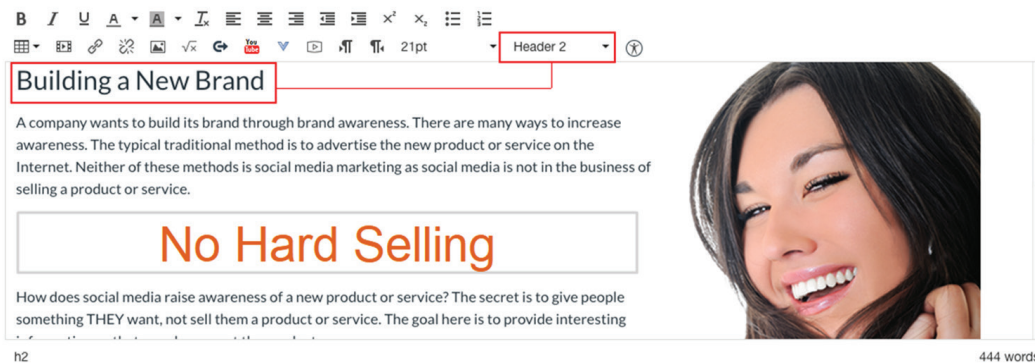 B I U A A Tx x² x₂
√x You Tube 21pt Header 2
Building a New Brand
A company wants to build its brand through brand awareness. There are many ways to increase
awareness. The typical traditional method is to advertise the new product or service on the
Internet. Neither of these methods is social media marketing as social media is not in the business of
selling a product or service.
No Hard Selling
How does social media raise awareness of a new product or service? The secret is to give people
something THEY want, not sell them a product or service. The goal here is to provide interesting
h2
444 words